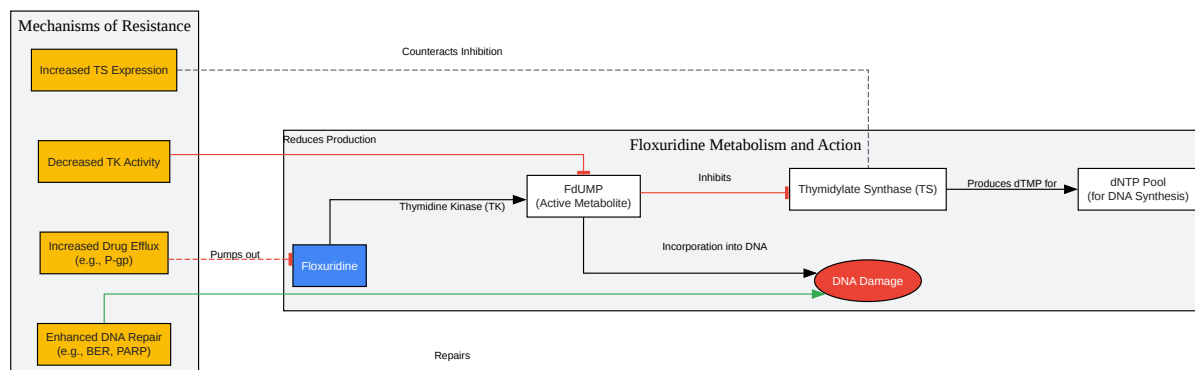 Mechanisms of Resistance
Counteracts Inhibition
Increased TS Expression
Reduces Production
Floxuridine Metabolism and Action
Decreased TK Activity
Inhibits
FdUMP
(Active Metabolite)
Thymidylate Synthase (TS)
Produces dTMP for
dNTP Pool
(for DNA Synthesis)
Thymidine Kinase (TK)
Increased Drug Efflux
(e.g., P-gp)
Pumps out
Floxuridine
Incorporation into DNA
DNA Damage
Enhanced DNA Repair
(e.g., BER, PARP)
Repairs